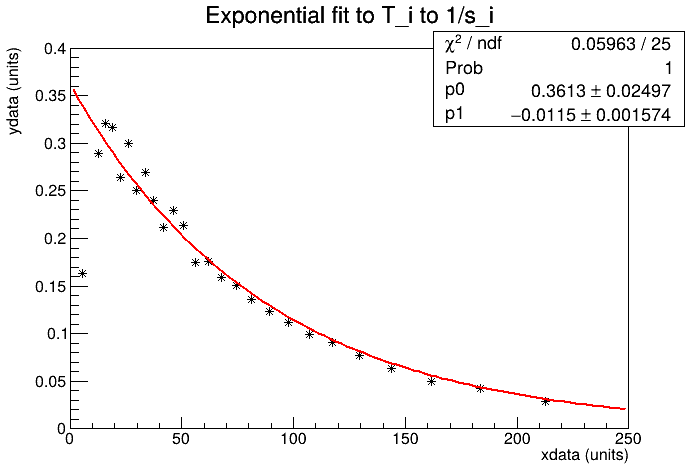 Exponential fit to T_i to 1/s_i
χ² / ndf 0.05963 / 25
Prob 1
p0 0.3613 ± 0.02497
p1 −0.0115 ± 0.001574
ydata (units)
0.4
0.35
0.3
0.25
0.2
0.15
0.1
0.05
0
0 50 100 150 200 250
xdata (units)